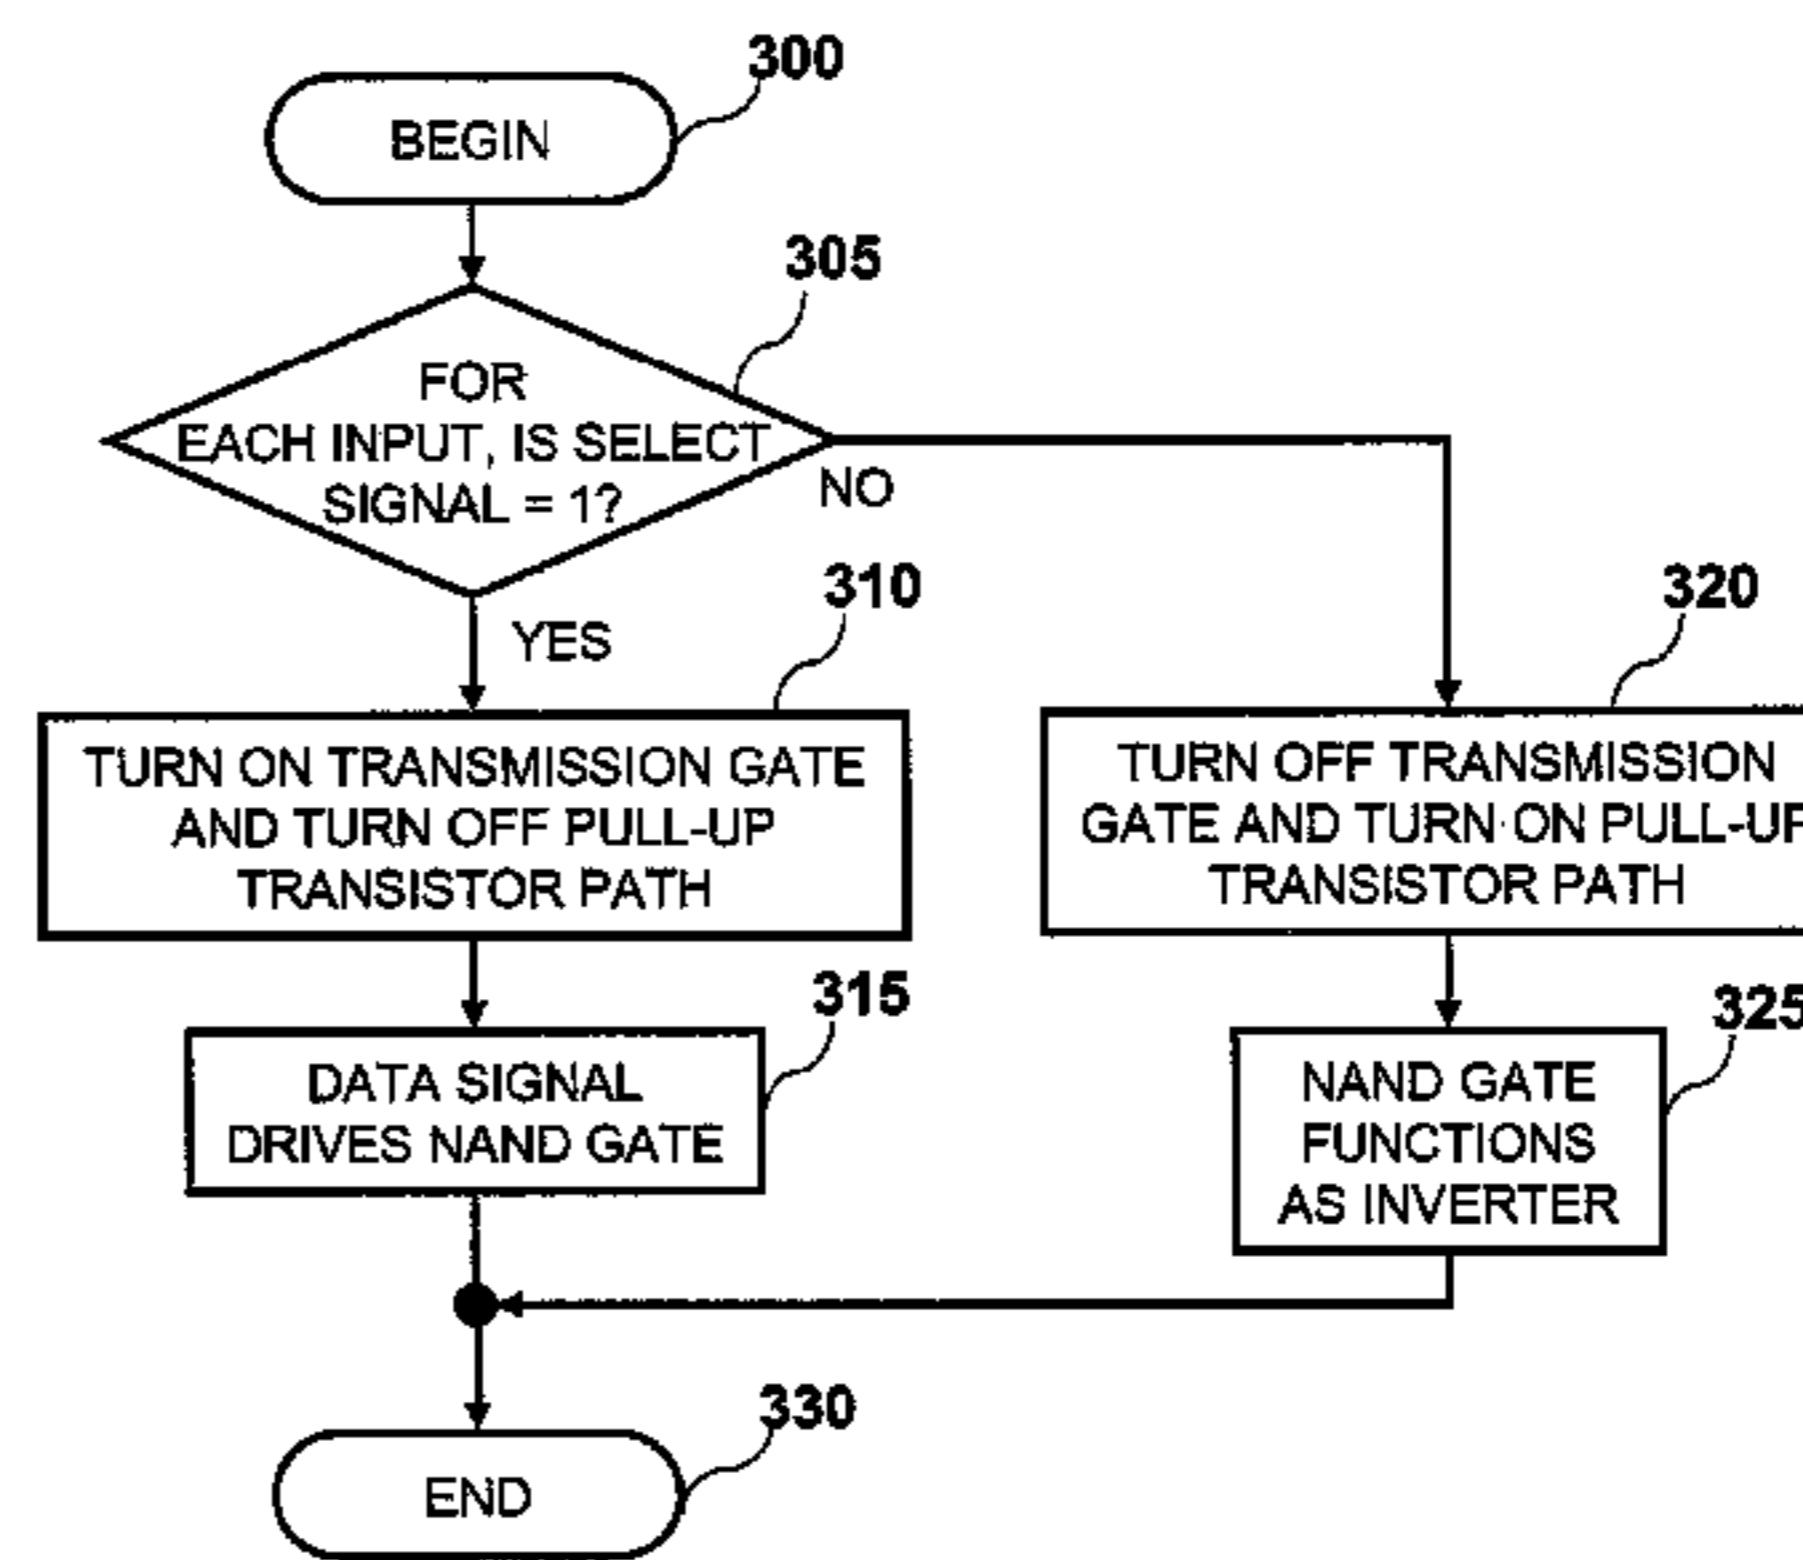 300
BEGIN
305
FOR
EACH INPUT, IS SELECT
SIGNAL = 1?
NO
YES
310
TURN ON TRANSMISSION GATE
AND TURN OFF PULL-UP
TRANSISTOR PATH
320
TURN OFF TRANSMISSION
GATE AND TURN ON PULL-UP
TRANSISTOR PATH
315
DATA SIGNAL
DRIVES NAND GATE
325
NAND GATE
FUNCTIONS
AS INVERTER
330
END